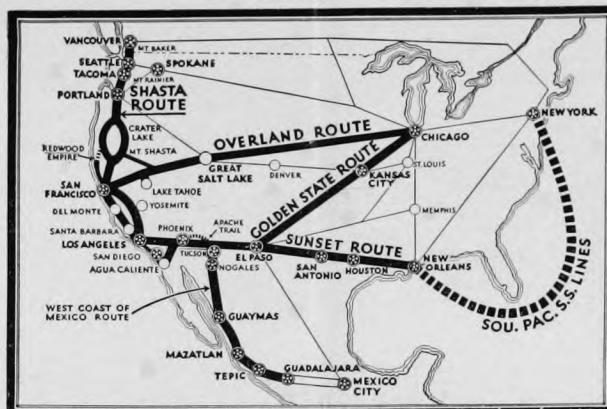 VANCOUVER
MT. BAKER
SEATTLE
TACOMA
SPOKANE
MT. RAINIER
PORTLAND
SHASTA
ROUTE
CRATER
LAKE
REDWOOD
EMPIRE
MT. SHASTA
OVERLAND ROUTE
CHICAGO
NEW YORK
GREAT
SALT LAKE
DENVER
KANSAS
CITY
ST. LOUIS
GOLDEN STATE ROUTE
SAN
FRANCISCO
LAKE TAHOE
YOSEMITE
DEL MONTE
MEMPHIS
SANTA BARBARA
LOS ANGELES
PHOENIX
APACHE
TRAIL
SUNSET ROUTE
SAN DIEGO
AGUA CALIENTE
TUCSON
NOGALES
EL PASO
SAN
ANTONIO
HOUSTON
NEW
ORLEANS
SOU. PAC. S.S. LINES
WEST COAST OF
MEXICO ROUTE
GUAYMAS
MAZATLAN
TEPIC
GUADALAJARA
MEXICO
CITY